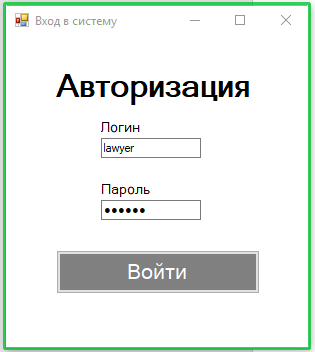 Вход в систему
Авторизация
Логин
lawyer
Пароль
●●●●●●
Войти